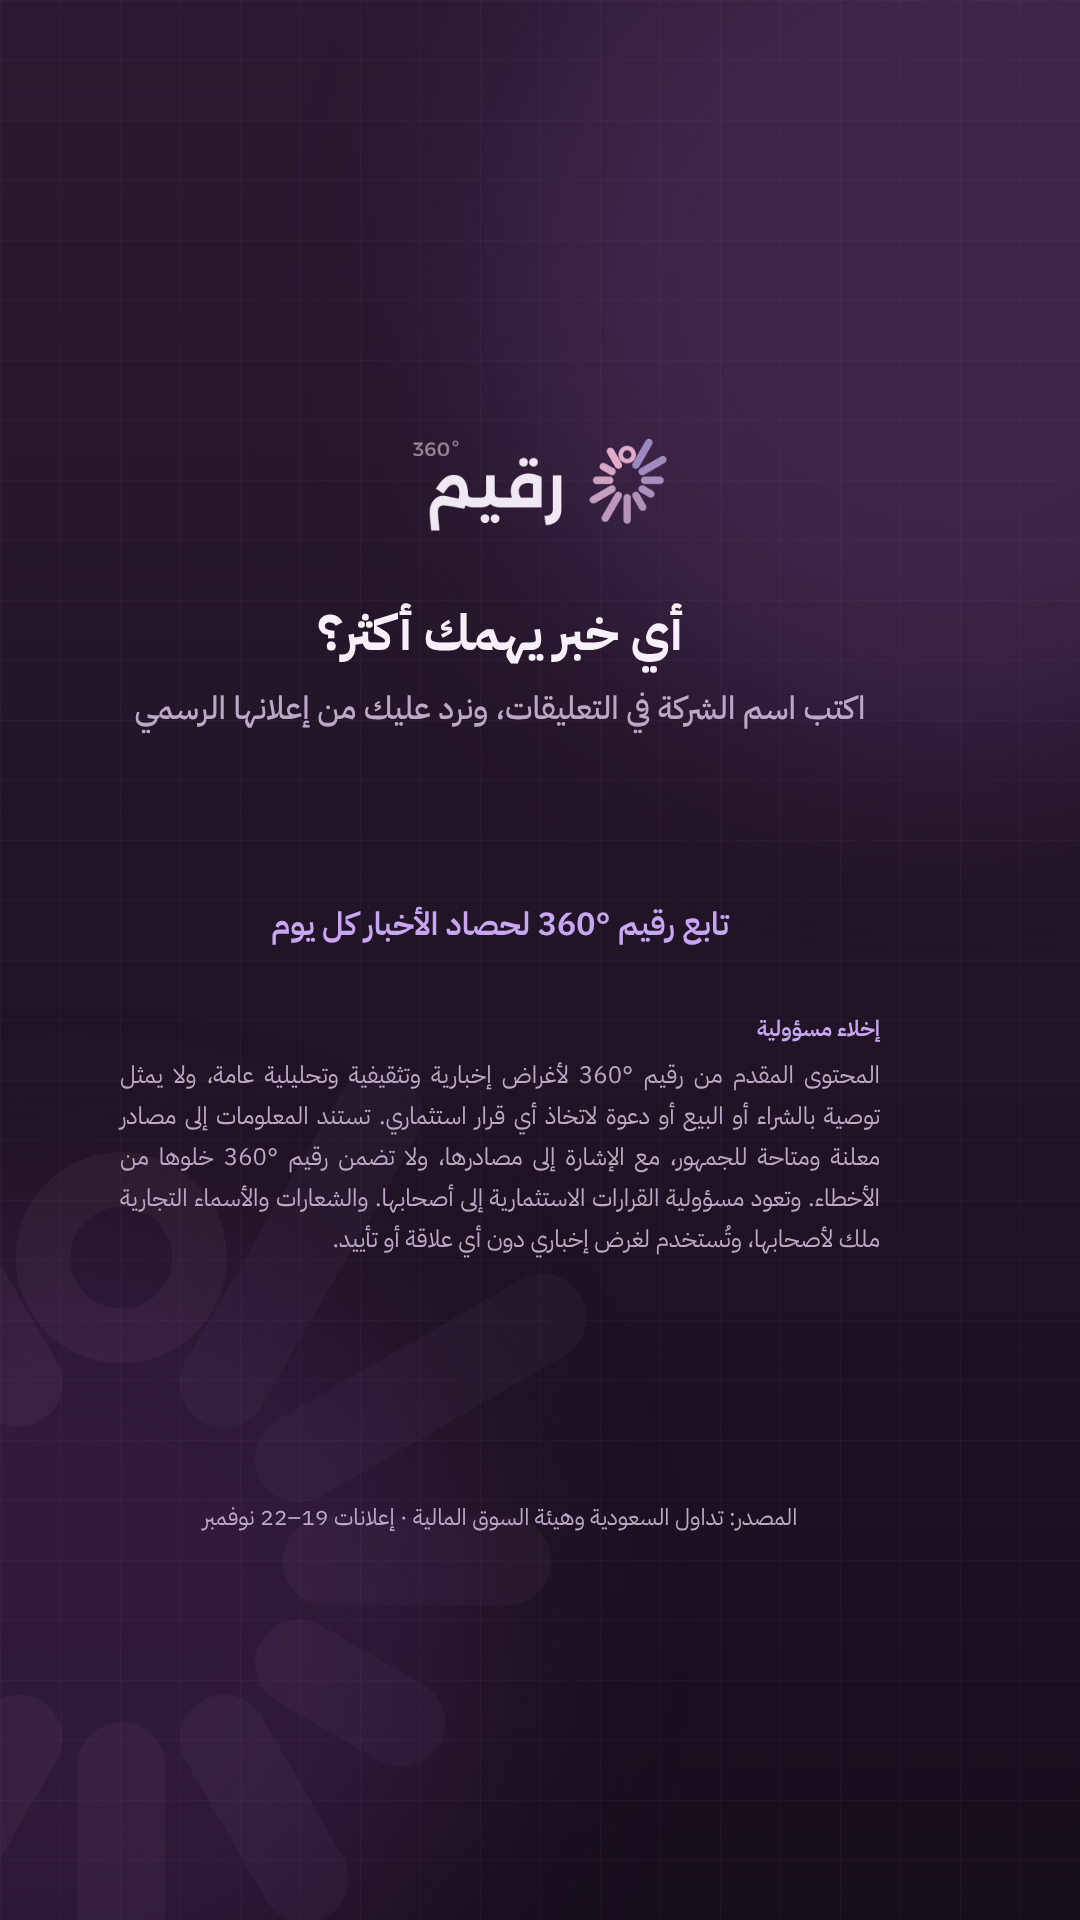 رقيم 360°
أي خبر يهمك أكثر؟
اكتب اسم الشركة في التعليقات، ونرد عليك من إعلانها الرسمي
تابع رقيم 360° لحصاد الأخبار كل يوم
إخلاء مسؤولية
المحتوى المقدم من رقيم 360° لأغراض إخبارية وتثقيفية وتحليلية عامة، ولا يمثل
توصية بالشراء أو البيع أو دعوة لاتخاذ أي قرار استثماري. تستند المعلومات إلى مصادر
معلنة ومتاحة للجمهور، مع الإشارة إلى مصادرها، ولا تضمن رقيم 360° خلوها من
الأخطاء. وتعود مسؤولية القرارات الاستثمارية إلى أصحابها. والشعارات والأسماء التجارية
ملك لأصحابها، وتُستخدم لغرض إخباري دون أي علاقة أو تأييد.
المصدر: تداول السعودية وهيئة السوق المالية · إعلانات 19–22 نوفمبر